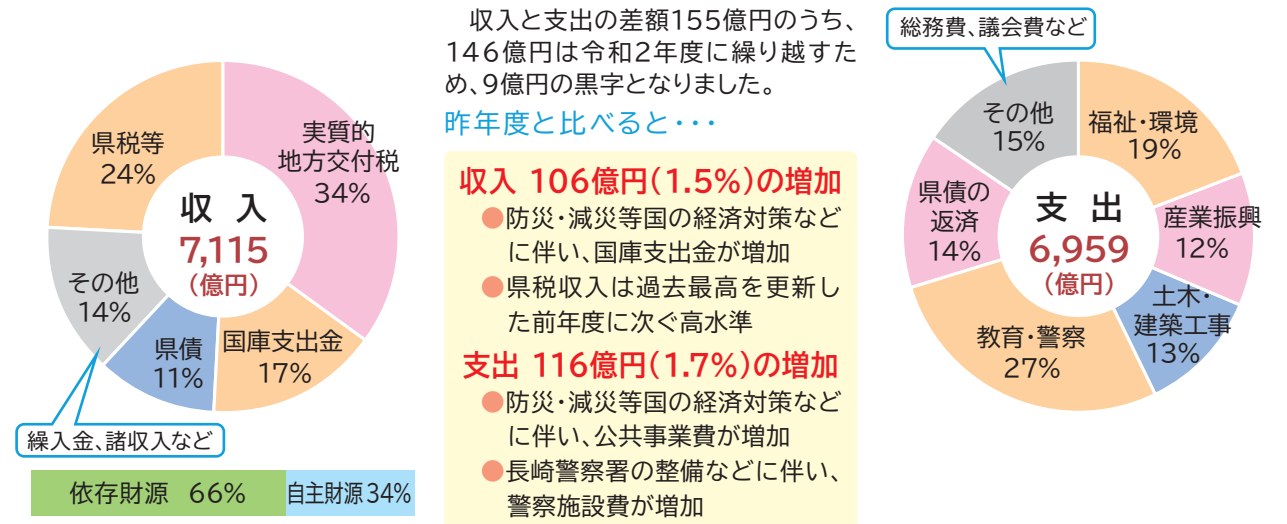 実質的
地方交付税
34%
国庫支出金
17%
県債
11%
その他
14%
繰入金、諸収入など
県税等
24%
収 入
7,115
(億円)
依存財源 66%
自主財源34%
収入と支出の差額155億円のうち、
146億円は令和2年度に繰り越すた
め、9億円の黒字となりました。
昨年度と比べると・・・
収入 106億円(1.5%)の増加
●防災・減災等国の経済対策など
に伴い、国庫支出金が増加
●県税収入は過去最高を更新し
た前年度に次ぐ高水準
支出 116億円(1.7%)の増加
●防災・減災等国の経済対策など
に伴い、公共事業費が増加
●長崎警察署の整備などに伴い、
警察施設費が増加
総務費、議会費など
その他
15%
福祉・環境
19%
産業振興
12%
土木・
建築工事
13%
教育・警察
27%
県債の
返済
14%
支 出
6,959
(億円)